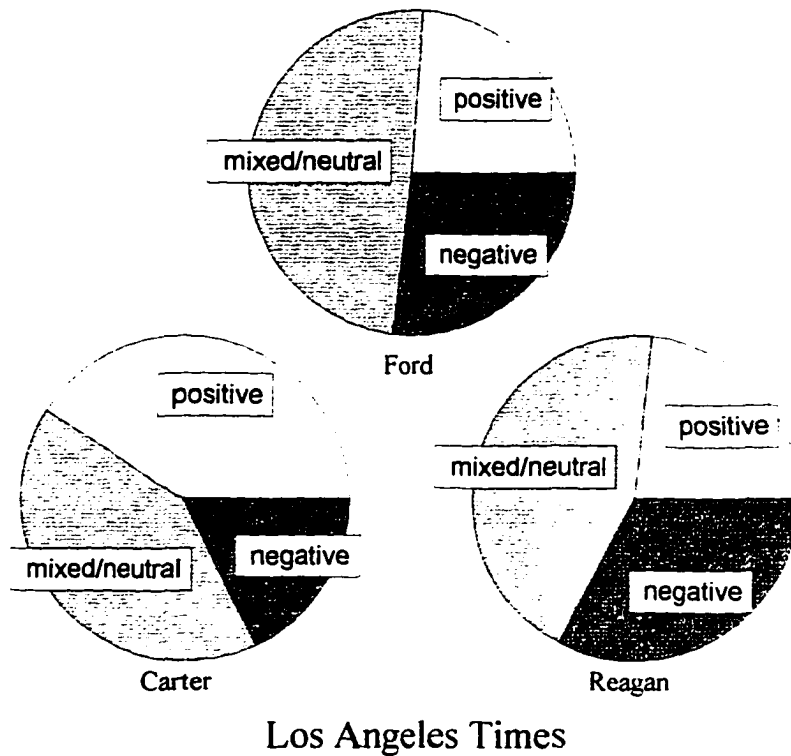 positive
mixed/neutral
negative
Ford
positive
mixed/neutral
negative
Carter
positive
mixed/neutral
negative
Reagan
Los Angeles Times